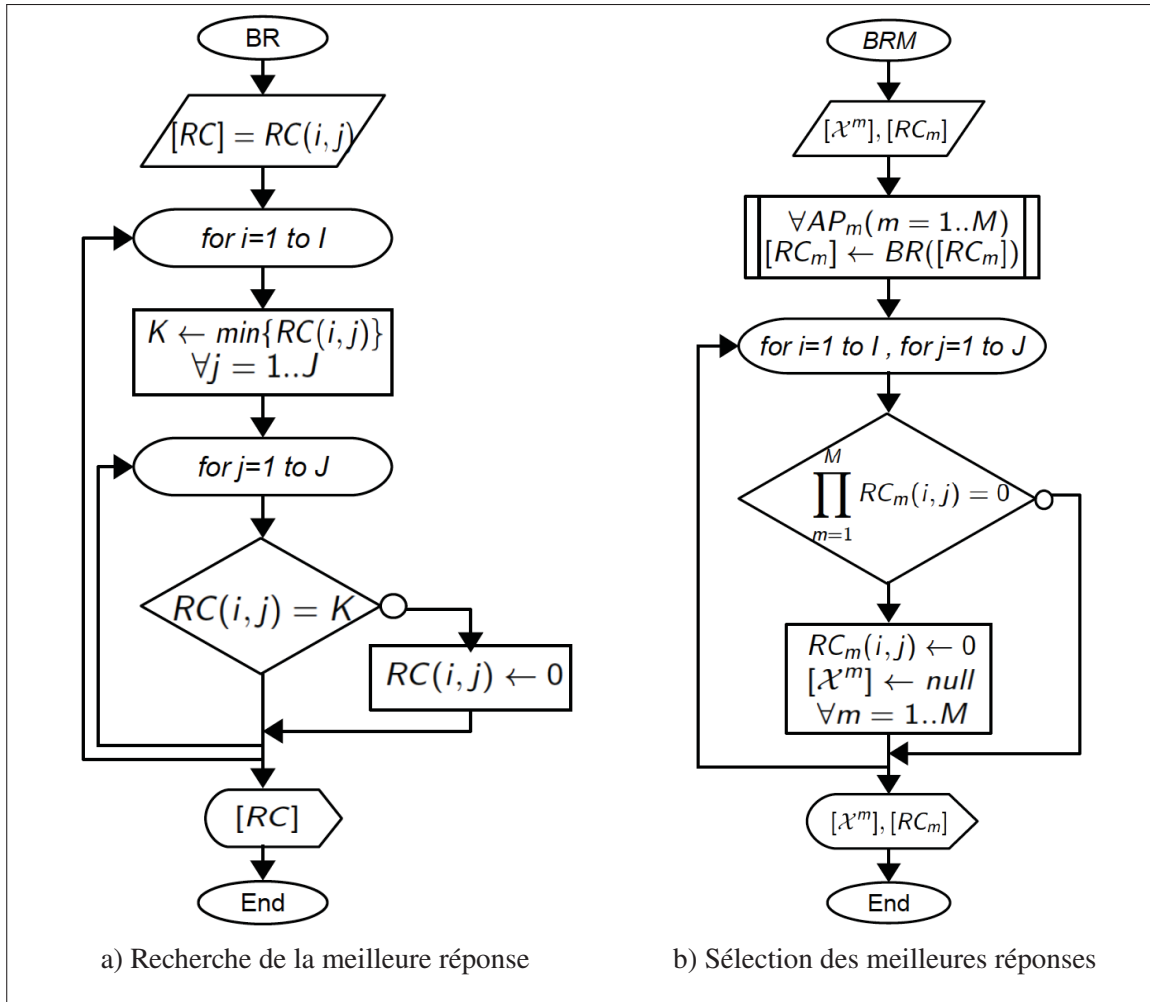 BR
[RC] = RC(i, j)
for i=1 to I
K ← min{RC(i, j)}
∀j = 1..J
for j=1 to J
RC(i, j) = K
RC(i, j) ← 0
[RC]
End
a) Recherche de la meilleure réponse
BRM
[𝒳^m], [RC_m]
∀AP_m(m = 1..M)
[RC_m] ← BR([RC_m])
for i=1 to I , for j=1 to J
∏_{m=1}^{M} RC_m(i, j) = 0
RC_m(i, j) ← 0
[𝒳^m] ← null
∀m = 1..M
[𝒳^m], [RC_m]
End
b) Sélection des meilleures réponses